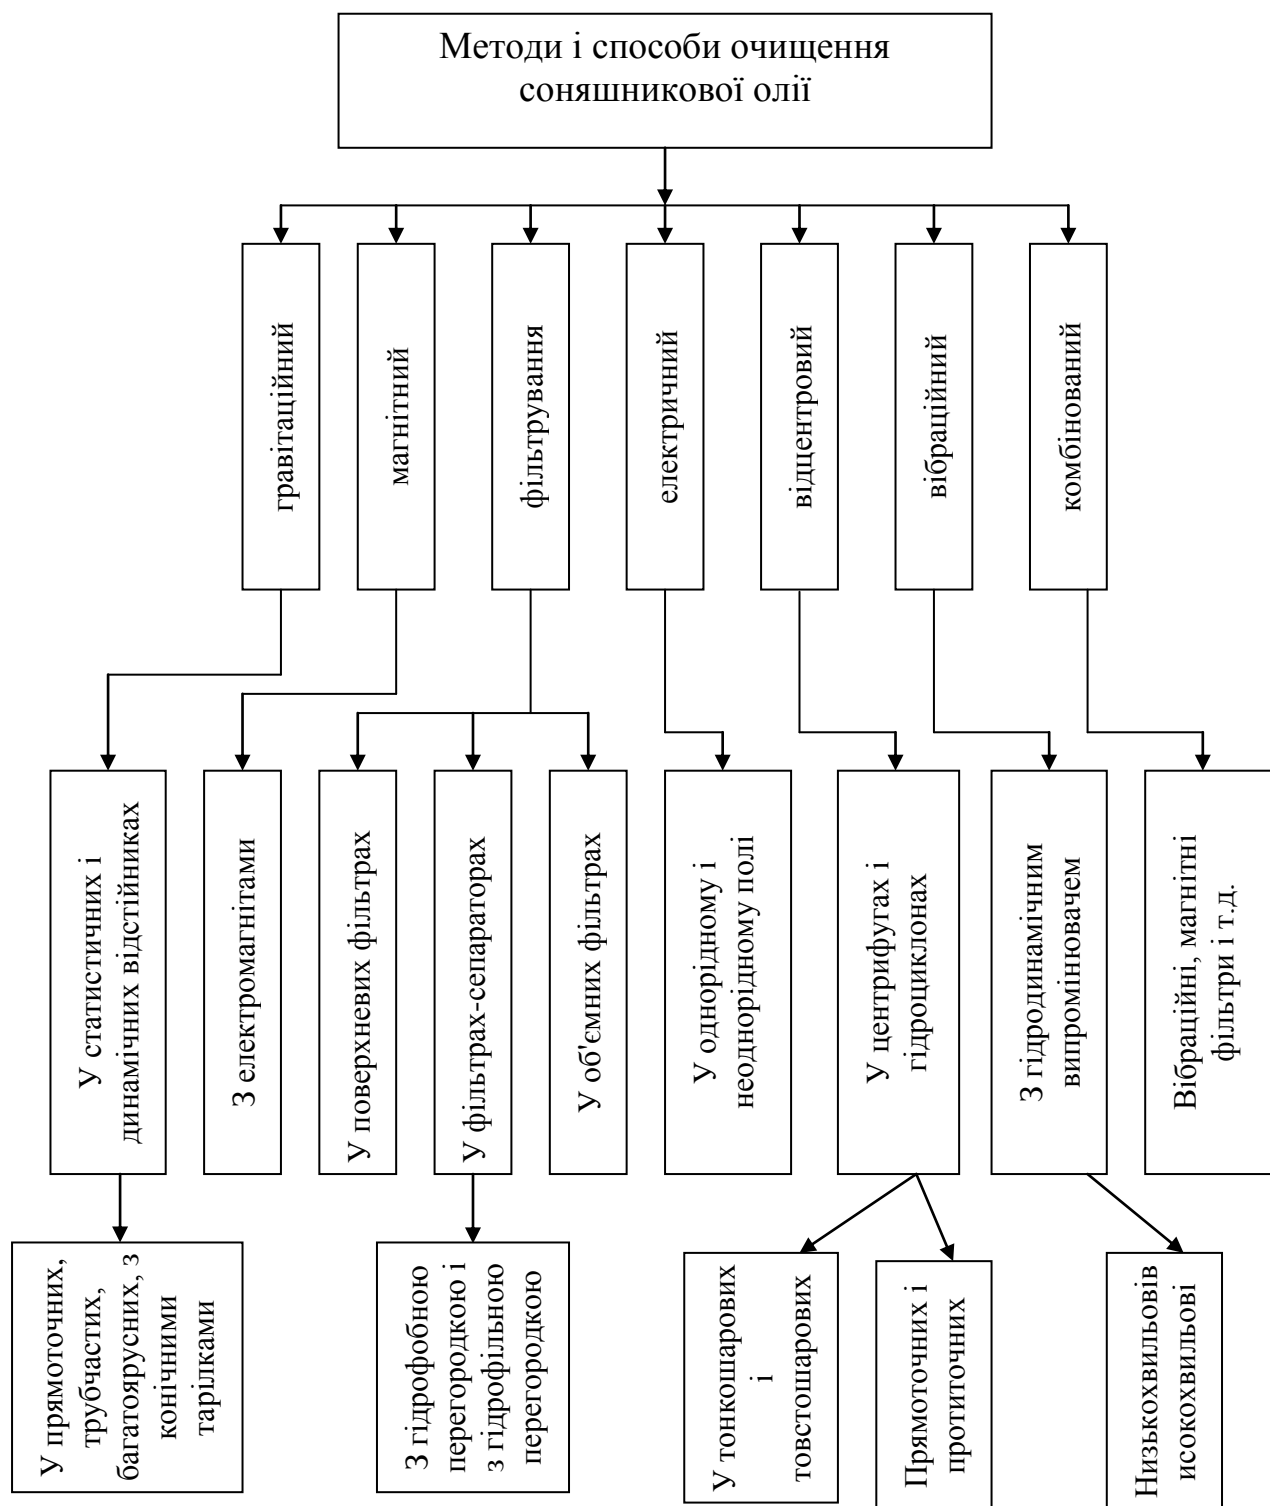 Методи і способи очищення
соняшникової олії
гравітаційний
магнітний
фільтрування
електричний
відцентровий
вібраційний
комбінований
У статистичних і
динамічних відстійниках
З електромагнітами
У поверхневих фільтрах
У фільтрах-сепараторах
У об'ємних фільтрах
У однорідному і
неоднорідному полі
У центрифугах і
гідроциклонах
З гідродинамічним
випромінювачем
Вібраційні, магнітні
фільтри і т.д.
У прямоточних,
трубчастих,
багатоярусних, з
конічними
тарілками
З гідрофобною
перегородкою і
з гідрофільною
перегородкою
У тонкошарових
і
товстошарових
Прямоточних і
протиточних
Низькохвильовів
исокохвильові